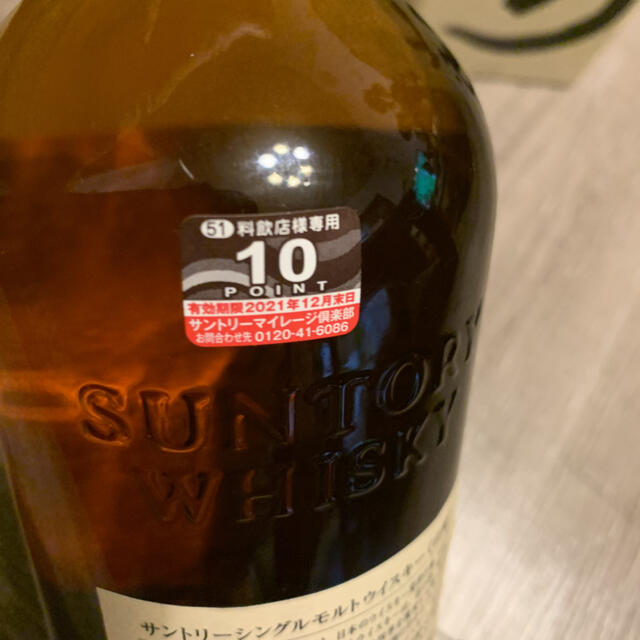 51 料飲店様専用
10
POINT
有効期限2021年12月末日
サントリーマイレージ倶楽部
お問合わせ先 0120-41-6086
SUNTORY
WHISKY
サントリーシングルモルトウイスキー